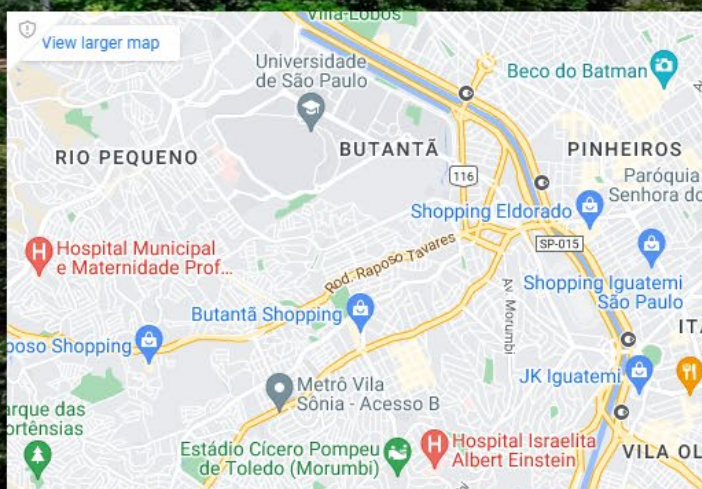 Villa-Lobos
View larger map
Universidade
de São Paulo
Beco do Batman
RIO PEQUENO
BUTANTÃ
PINHEIROS
116
Paróquia
Senhora do
Shopping Eldorado
SP-015
Hospital Municipal
e Maternidade Prof...
Rod. Raposo Tavares
Shopping Iguatemi
São Paulo
Av. Morumbi
Butantã Shopping
poso Shopping
ITA
JK Iguatemi
Metrô Vila
Sônia - Acesso B
arque das
ortênsias
Estádio Cícero Pompeu
de Toledo (Morumbi)
Hospital Israelita
Albert Einstein
VILA OL